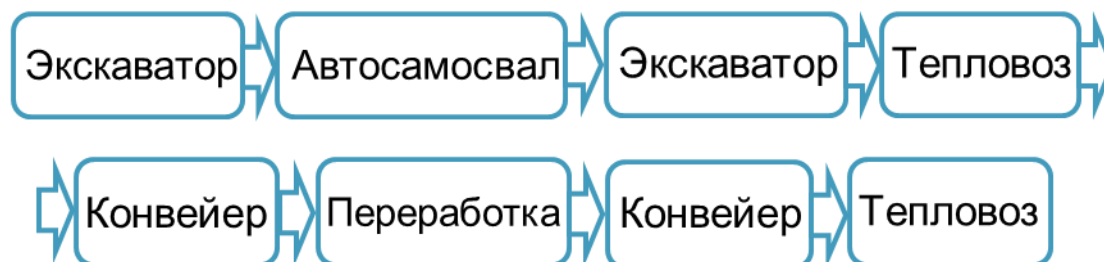 Экскаватор Автосамосвал Экскаватор Тепловоз
Конвейер Переработка Конвейер Тепловоз